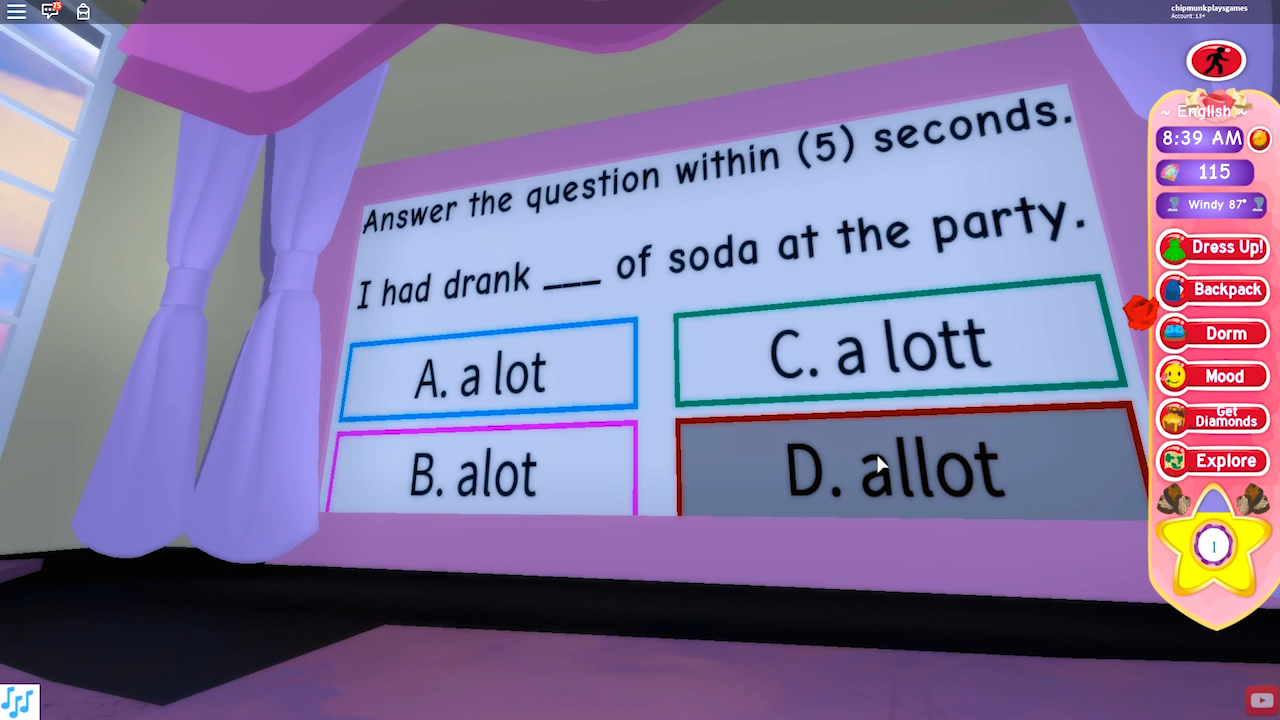 75
chipmunkplaysgames
Account: 13+
Answer the question within (5) seconds.
I had drank ___ of soda at the party.
A. a lot
C. a lott
B. alot
D. allot
~ English ~
8:39 AM
115
Windy 87°
Dress Up!
Backpack
Dorm
Mood
Get
Diamonds
Explore
1